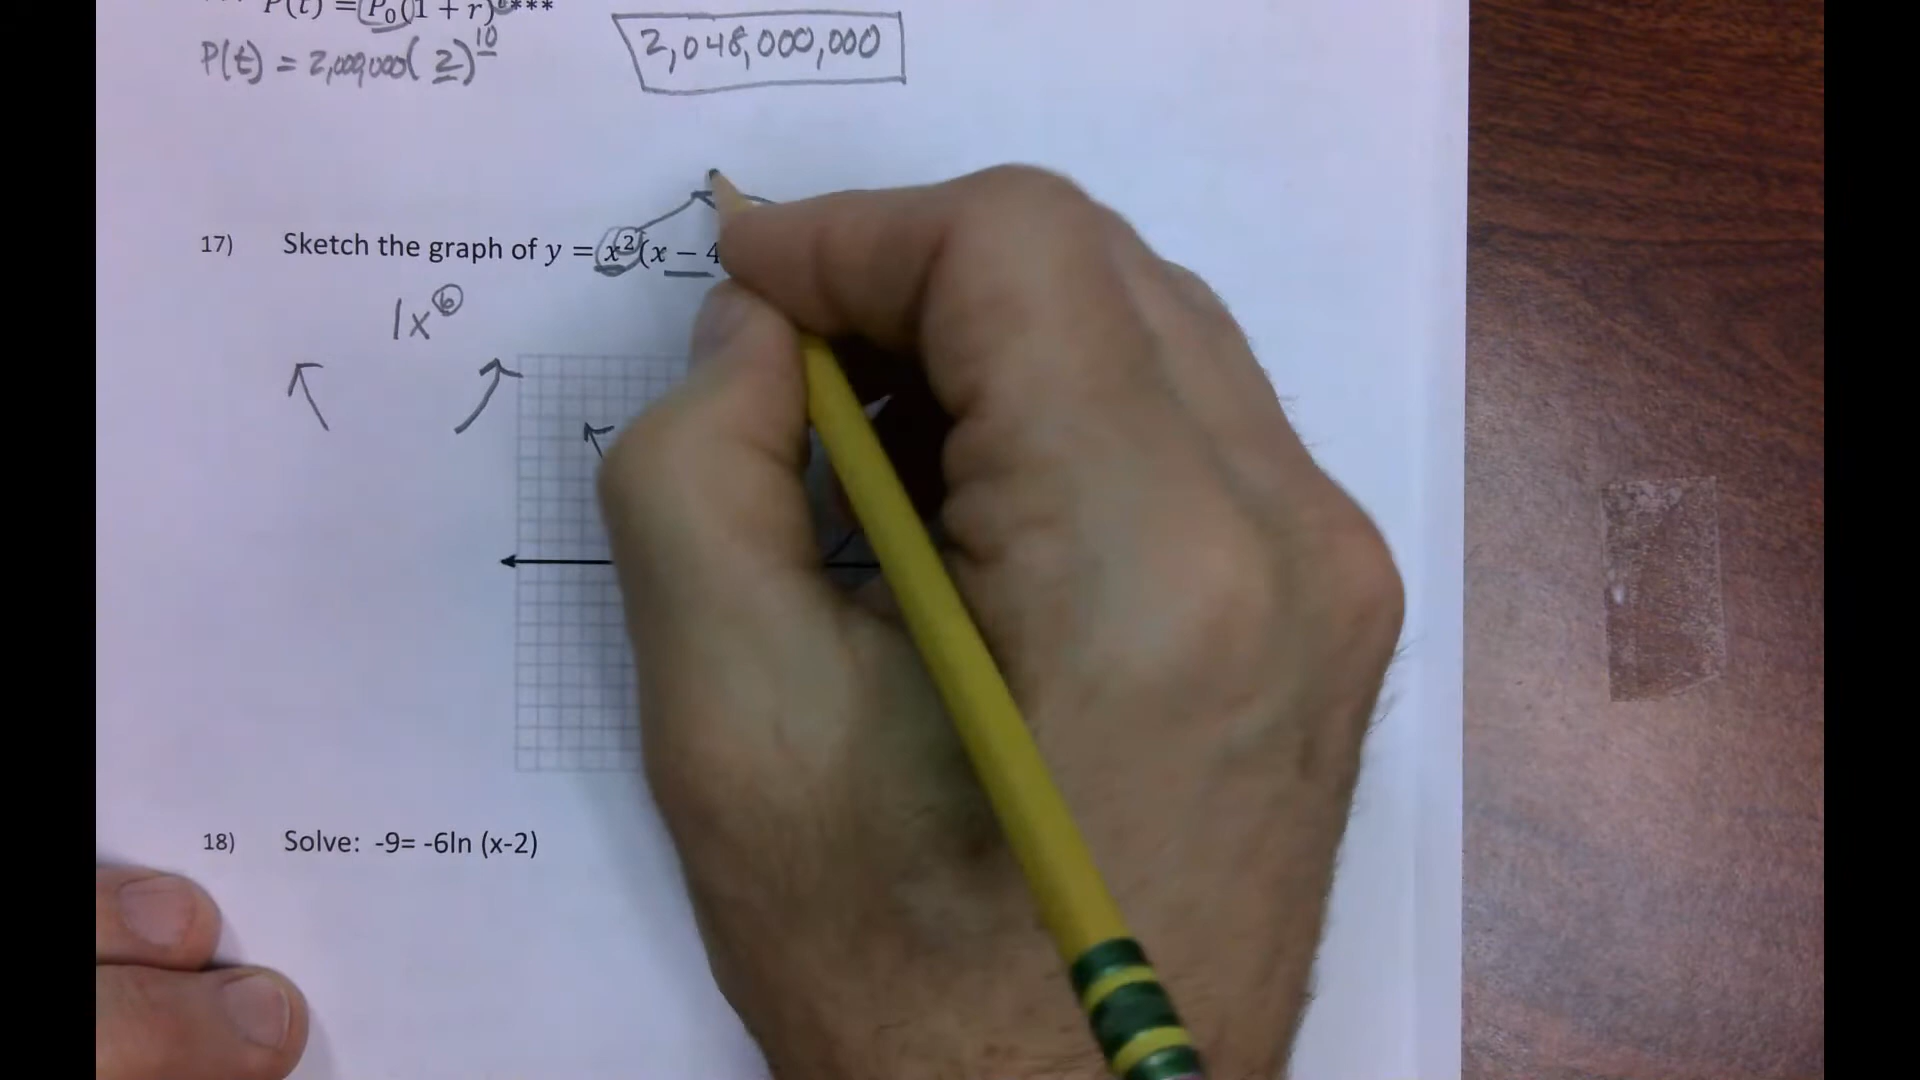 P(t) = P₀(1 + r) ***
P(t) = 2,000,000(2)¹⁰
2,048,000,000
17) Sketch the graph of y = x²(x − 4
1x⁶
18) Solve: -9= -6ln (x-2)